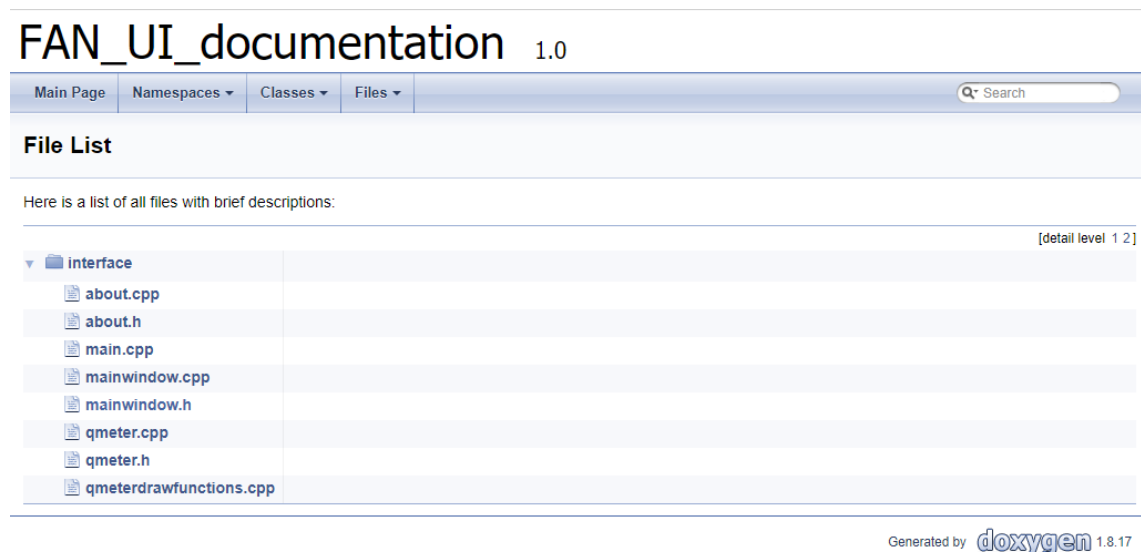 FAN_UI_documentation 1.0
Main Page Namespaces Classes Files Search
File List
Here is a list of all files with brief descriptions:
[detail level 1 2]
interface
about.cpp
about.h
main.cpp
mainwindow.cpp
mainwindow.h
qmeter.cpp
qmeter.h
qmeterdrawfunctions.cpp
Generated by doxygen 1.8.17